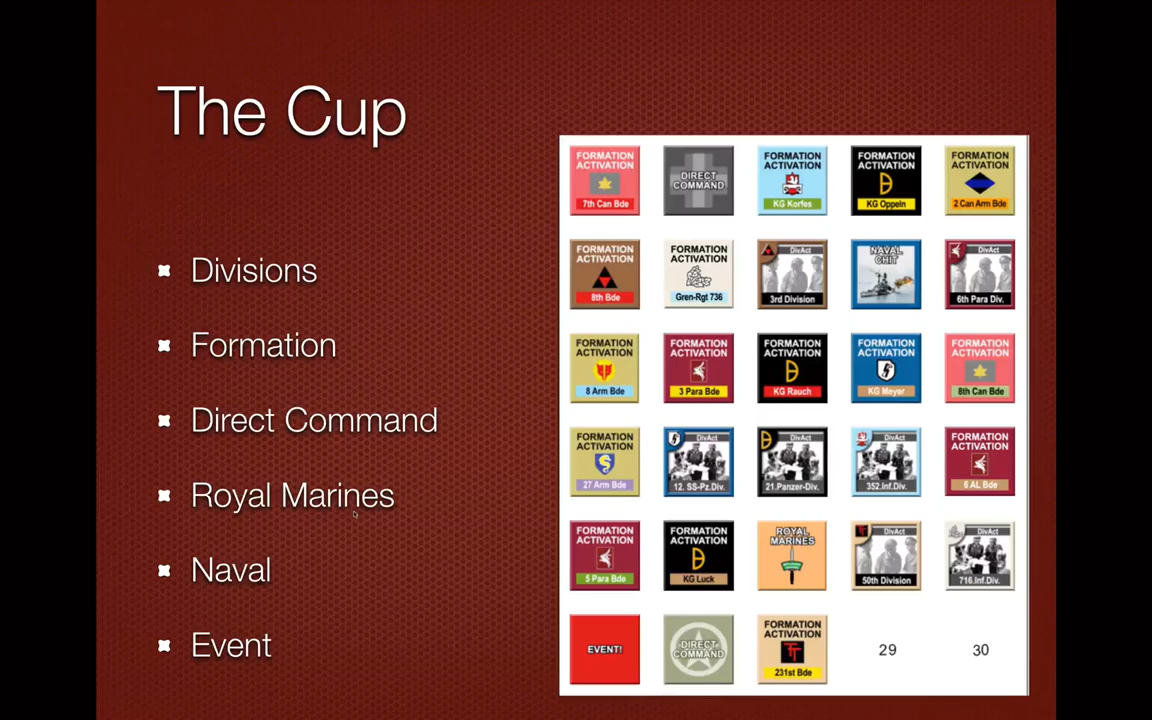 The Cup
Divisions
Formation
Direct Command
Royal Marines
Naval
Event
FORMATION
ACTIVATION
7th Can Bde
DIRECT
COMMAND
FORMATION
ACTIVATION
KG Korfes
FORMATION
ACTIVATION
KG Oppeln
FORMATION
ACTIVATION
2 Can Arm Bde
FORMATION
ACTIVATION
8th Bde
FORMATION
ACTIVATION
Gren-Rgt 736
DivAct
3rd Division
NAVAL
CHIT
DivAct
6th Para Div.
FORMATION
ACTIVATION
8 Arm Bde
FORMATION
ACTIVATION
3 Para Bde
FORMATION
ACTIVATION
KG Rauch
FORMATION
ACTIVATION
KG Meyer
FORMATION
ACTIVATION
8th Can Bde
FORMATION
ACTIVATION
27 Arm Bde
DivAct
12. SS-Pz.Div.
DivAct
21.Panzer-Div.
DivAct
352.Inf.Div.
FORMATION
ACTIVATION
6 AL Bde
FORMATION
ACTIVATION
5 Para Bde
FORMATION
ACTIVATION
KG Luck
ROYAL
MARINES
TT
DivAct
50th Division
DivAct
716.Inf.Div.
EVENT!
DIRECT
COMMAND
FORMATION
ACTIVATION
TT
231st Bde
29
30